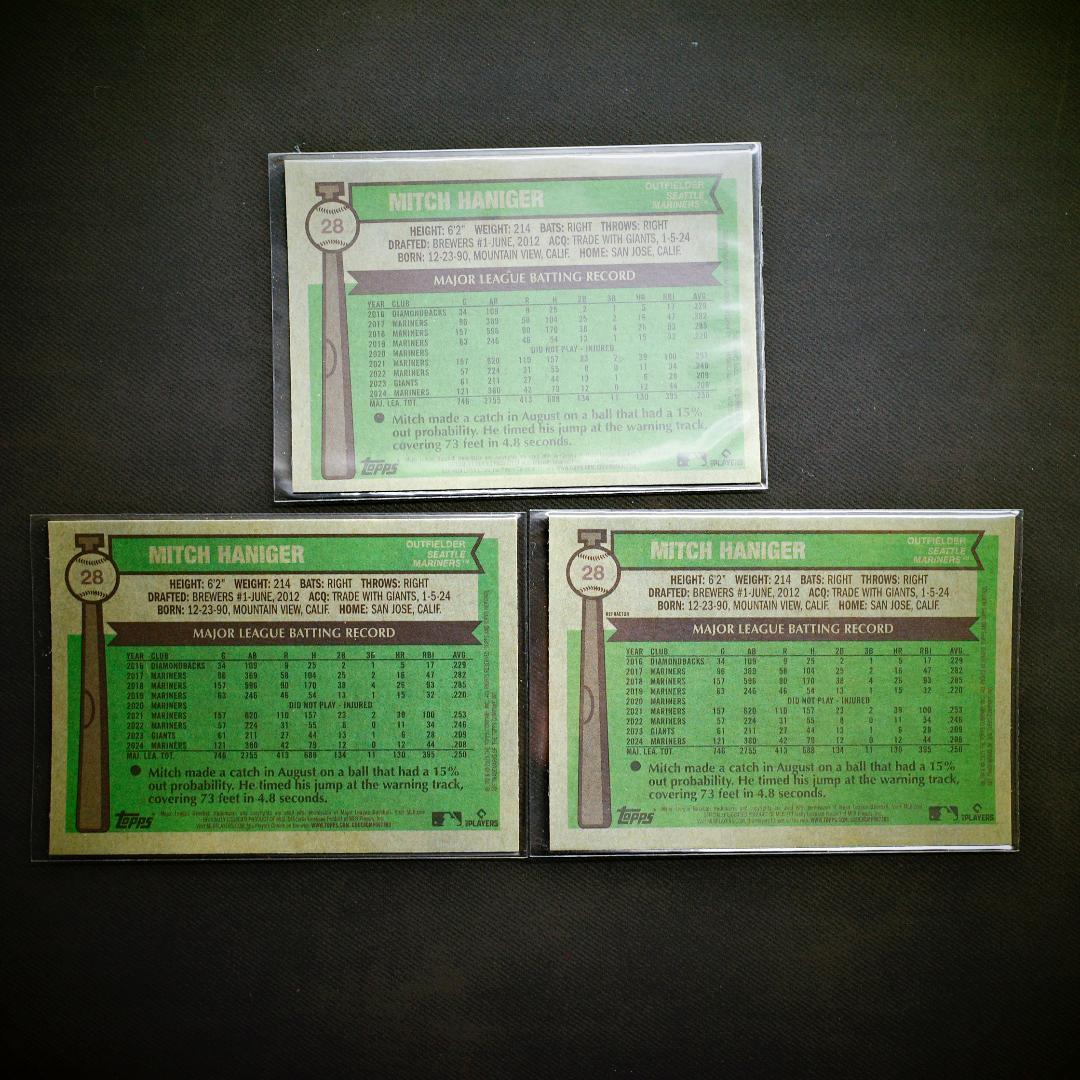 MITCH HANIGER
OUTFIELDER
SEATTLE
MARINERS™
28
HEIGHT: 6'2" WEIGHT: 214 BATS: RIGHT THROWS: RIGHT
DRAFTED: BREWERS #1-JUNE, 2012 ACQ: TRADE WITH GIANTS, 1-5-24
BORN: 12-23-90, MOUNTAIN VIEW, CALIF. HOME: SAN JOSE, CALIF.
MAJOR LEAGUE BATTING RECORD
YEAR CLUB G AB R H 2B 3B HR RBI AVG.
2016 DIAMONDBACKS 34 109 9 25 2 1 5 17 .229
2017 MARINERS 96 369 58 104 25 2 16 47 .282
2018 MARINERS 157 596 90 170 38 4 26 93 .285
2019 MARINERS 63 246 46 54 13 1 15 32 .220
2020 MARINERS DID NOT PLAY - INJURED
2021 MARINERS 157 620 110 157 23 2 39 100 .253
2022 MARINERS 57 224 31 55 8 0 11 34 .246
2023 GIANTS 61 211 27 44 13 1 6 28 .209
2024 MARINERS 121 360 42 12 0 12 44 .208
MAJ. LEA. TOT. 746 2755 413 688 134 11 130 395 .250
Mitch made a catch in August on a ball that had a 15%
out probability. He timed his jump at the warning track,
covering 73 feet in 4.8 seconds.
Topps
PLAYERS
MITCH HANIGER
OUTFIELDER
SEATTLE
MARINERS™
28
HEIGHT: 6'2" WEIGHT: 214 BATS: RIGHT THROWS: RIGHT
DRAFTED: BREWERS #1-JUNE, 2012 ACQ: TRADE WITH GIANTS, 1-5-24
BORN: 12-23-90, MOUNTAIN VIEW, CALIF. HOME: SAN JOSE, CALIF.
MAJOR LEAGUE BATTING RECORD
YEAR CLUB G AB R H 2B 3B HR RBI AVG.
2016 DIAMONDBACKS 34 109 9 25 2 1 5 17 .229
2017 MARINERS 96 369 58 104 25 2 16 47 .282
2018 MARINERS 157 596 90 170 38 4 26 93 .285
2019 MARINERS 63 246 46 54 13 1 15 32 .220
2020 MARINERS DID NOT PLAY - INJURED
2021 MARINERS 157 620 110 157 23 2 39 100 .253
2022 MARINERS 57 224 31 55 8 0 11 34 .246
2023 GIANTS 61 211 27 44 13 1 6 28 .209
2024 MARINERS 121 360 42 79 12 0 12 44 .208
MAJ. LEA. TOT. 746 2755 413 688 134 11 130 395 .250
Mitch made a catch in August on a ball that had a 15%
out probability. He timed his jump at the warning track,
covering 73 feet in 4.8 seconds.
Topps
PLAYERS
MITCH HANIGER
OUTFIELDER
SEATTLE
MARINERS™
28
HEIGHT: 6'2" WEIGHT: 214 BATS: RIGHT THROWS: RIGHT
DRAFTED: BREWERS #1-JUNE, 2012 ACQ: TRADE WITH GIANTS, 1-5-24
BORN: 12-23-90, MOUNTAIN VIEW, CALIF. HOME: SAN JOSE, CALIF.
REFRACTOR
MAJOR LEAGUE BATTING RECORD
YEAR CLUB G AB R H 2B 3B HR RBI AVG.
2016 DIAMONDBACKS 34 109 9 25 2 1 5 17 .229
2017 MARINERS 96 369 58 104 25 2 16 47 .282
2018 MARINERS 157 596 90 170 38 4 26 93 .285
2019 MARINERS 63 246 46 54 13 1 15 32 .220
2020 MARINERS DID NOT PLAY - INJURED
2021 MARINERS 157 620 110 157 23 2 39 100 .253
2022 MARINERS 57 224 31 55 8 0 11 34 .246
2023 GIANTS 61 211 27 44 13 1 6 28 .209
2024 MARINERS 121 360 42 79 12 0 12 44 .208
MAJ. LEA. TOT. 746 2755 413 688 134 11 130 395 .250
Mitch made a catch in August on a ball that had a 15%
out probability. He timed his jump at the warning track,
covering 73 feet in 4.8 seconds.
Topps
PLAYERS